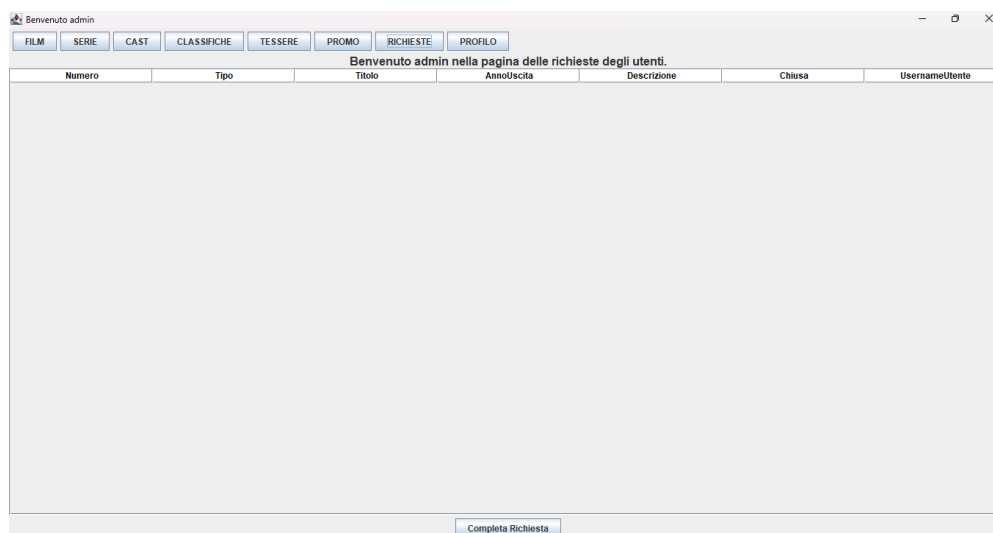 Benvenuto admin
FILM SERIE CAST CLASSIFICHE TESSERE PROMO RICHIESTE PROFILO
Benvenuto admin nella pagina delle richieste degli utenti.
Numero Tipo Titolo AnnoUscita Descrizione Chiusa UsernameUtente
Completa Richiesta